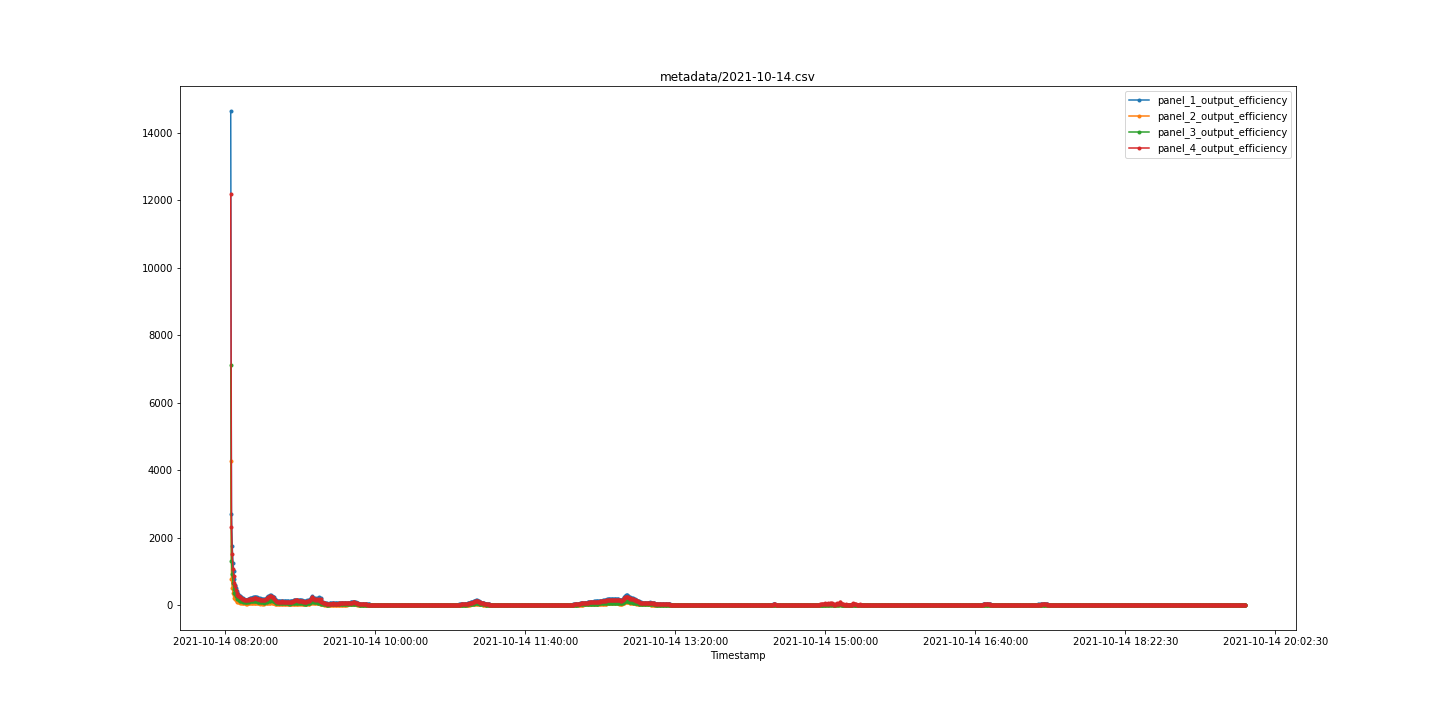 metadata/2021-10-14.csv
panel_1_output_efficiency
panel_2_output_efficiency
panel_3_output_efficiency
panel_4_output_efficiency
14000
12000
10000
8000
6000
4000
2000
0
2021-10-14 08:20:00 2021-10-14 10:00:00 2021-10-14 11:40:00 2021-10-14 13:20:00 2021-10-14 15:00:00 2021-10-14 16:40:00 2021-10-14 18:22:30 2021-10-14 20:02:30
Timestamp